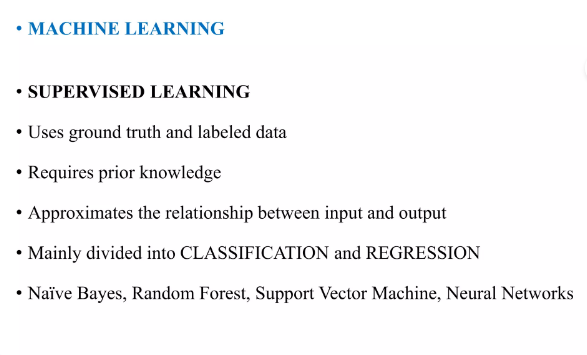 • MACHINE LEARNING
• SUPERVISED LEARNING
• Uses ground truth and labeled data
• Requires prior knowledge
• Approximates the relationship between input and output
• Mainly divided into CLASSIFICATION and REGRESSION
• Naïve Bayes, Random Forest, Support Vector Machine, Neural Networks